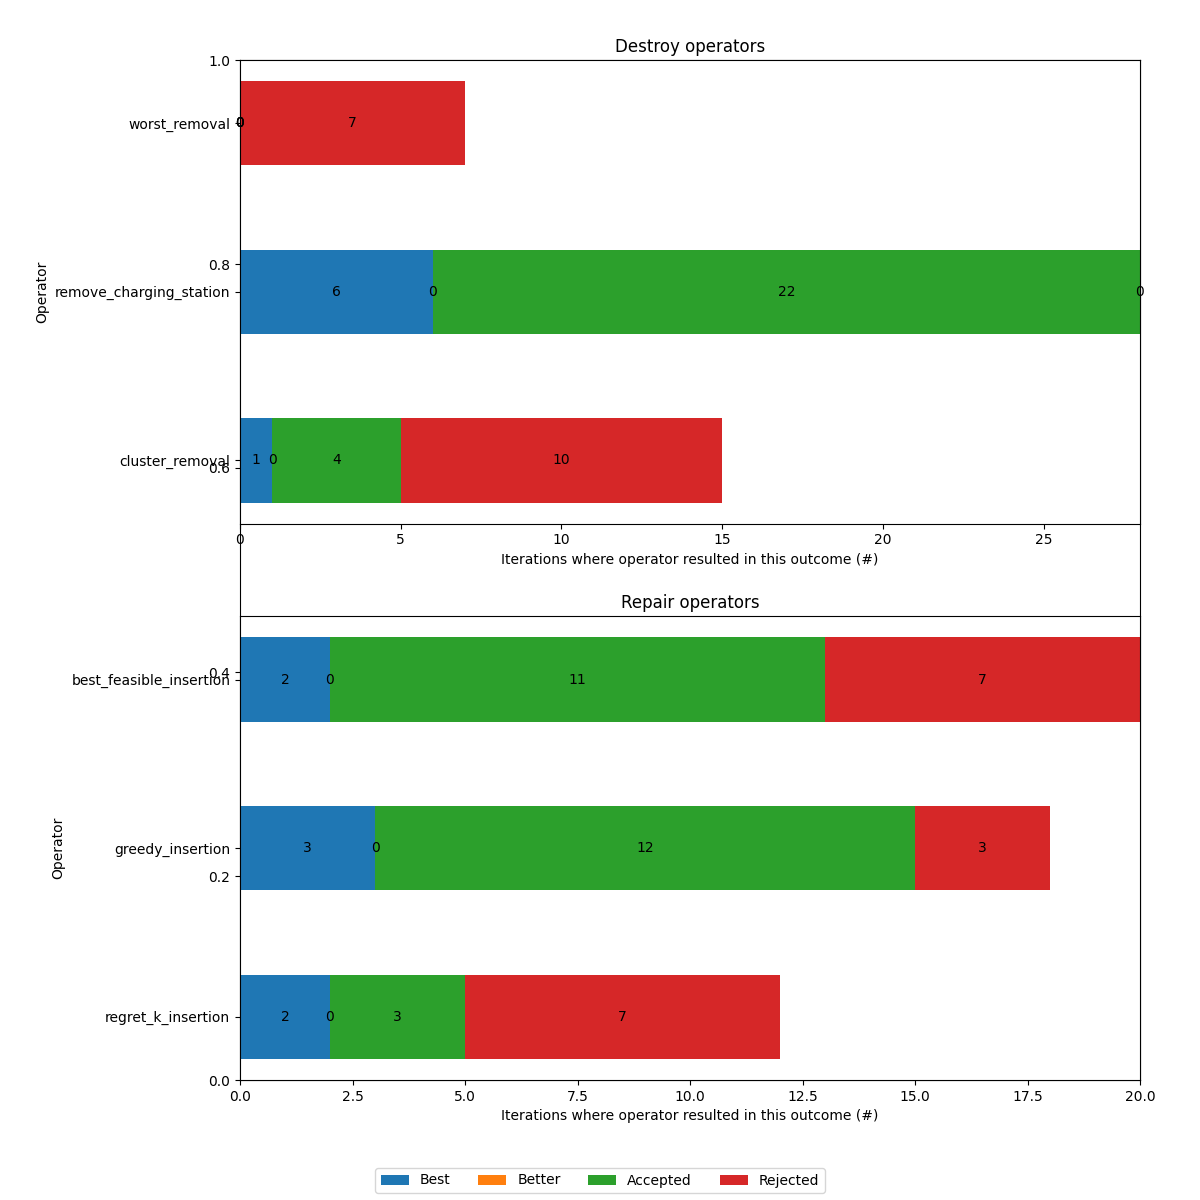 Destroy operators
1.0
worst_removal 0 0 7
Operator
0.8
remove_charging_station 6 0 22 0
cluster_removal 1 0 4 10
0.6
0 5 10 15 20 25
Iterations where operator resulted in this outcome (#)
Repair operators
0.4
best_feasible_insertion 2 0 11 7
Operator
greedy_insertion 3 0 12 3
0.2
regret_k_insertion 2 0 3 7
0.0
0.0 2.5 5.0 7.5 10.0 12.5 15.0 17.5 20.0
Iterations where operator resulted in this outcome (#)
Best Better Accepted Rejected